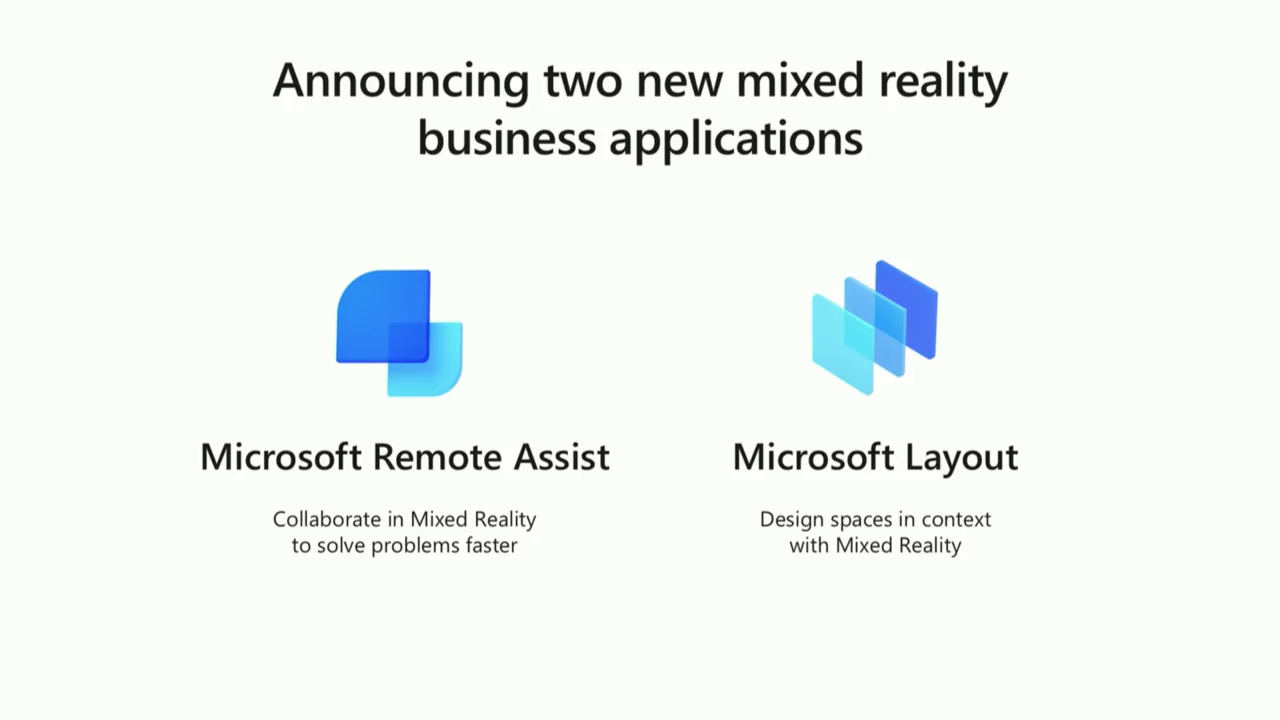 Announcing two new mixed reality
business applications
Microsoft Remote Assist
Collaborate in Mixed Reality
to solve problems faster
Microsoft Layout
Design spaces in context
with Mixed Reality